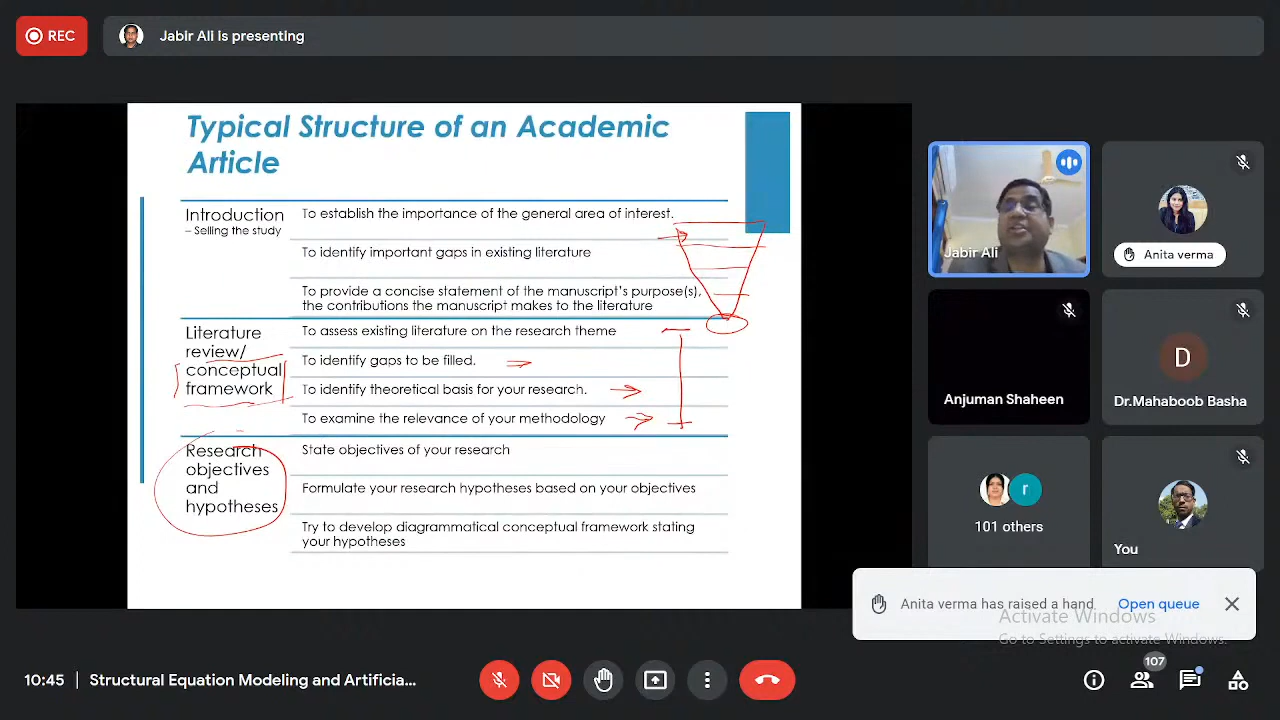 REC
Jabir Ali is presenting
Typical Structure of an Academic
Article
Introduction
– Selling the study
To establish the importance of the general area of interest.
To identify important gaps in existing literature
To provide a concise statement of the manuscript's purpose(s),
the contributions the manuscript makes to the literature
Literature
review/
conceptual
framework
To assess existing literature on the research theme
To identify gaps to be filled.
To identify theoretical basis for your research.
To examine the relevance of your methodology
Research
objectives
and
hypotheses
State objectives of your research
Formulate your research hypotheses based on your objectives
Try to develop diagrammatical conceptual framework stating
your hypotheses
Jabir Ali
Anita verma
Anjuman Shaheen
D
Dr.Mahaboob Basha
r
101 others
You
Anita verma has raised a hand
Open queue
Activate Windows
Go to Settings to activate Windows.
10:45
Structural Equation Modeling and Artificia...
107